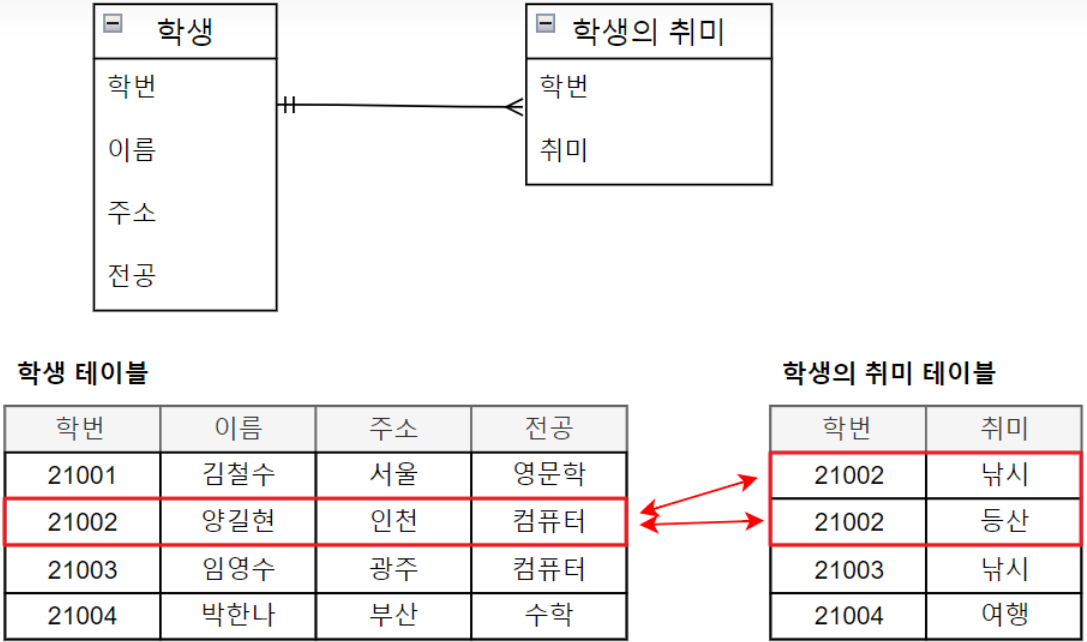 학생
학번
이름
주소
전공
학생의 취미
학번
취미
학생 테이블
학번 이름 주소 전공
21001 김철수 서울 영문학
21002 양길현 인천 컴퓨터
21003 임영수 광주 컴퓨터
21004 박한나 부산 수학
학생의 취미 테이블
학번 취미
21002 낚시
21002 등산
21003 낚시
21004 여행